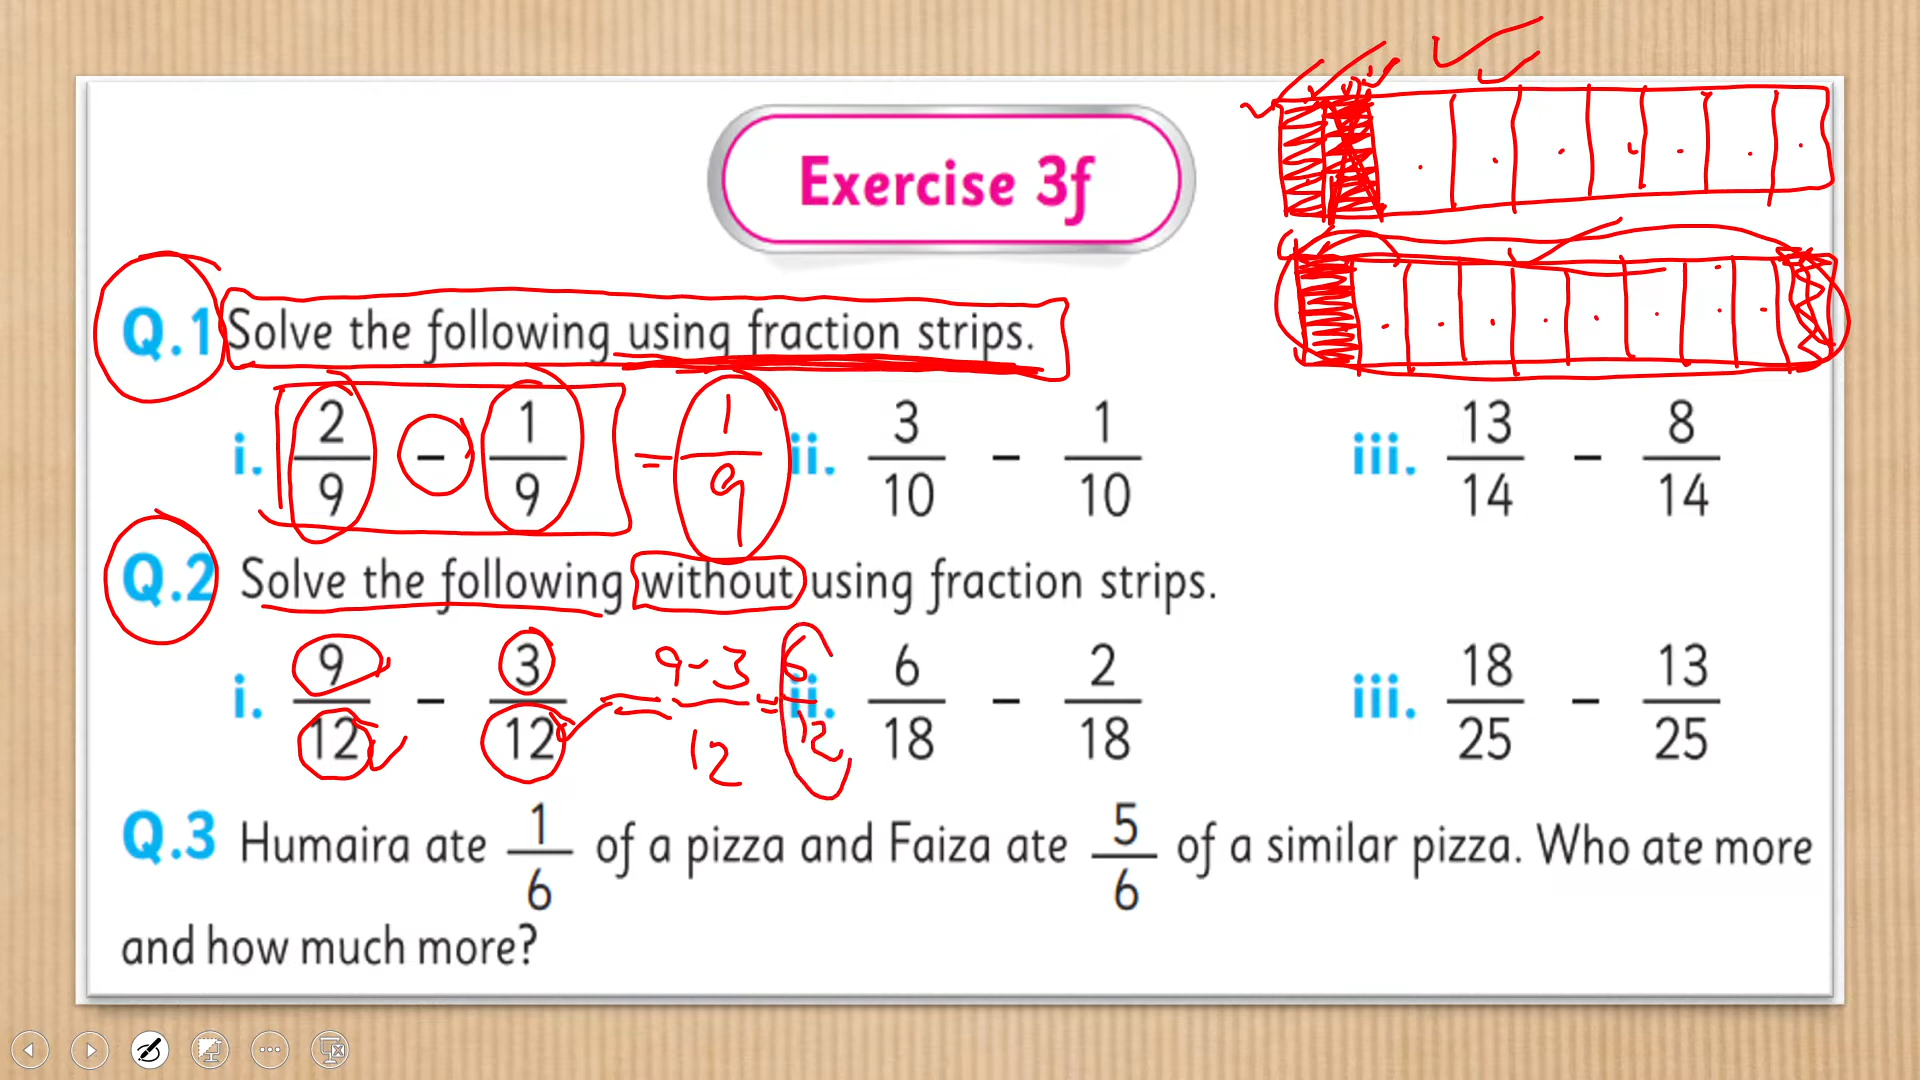 Exercise 3f
Q.1 Solve the following using fraction strips.
i. 2/9 − 1/9 = 1/9 ii. 3/10 − 1/10 iii. 13/14 − 8/14
Q.2 Solve the following without using fraction strips.
i. 9/12 − 3/12 = 9-3/12 = 6/12 ii. 6/18 − 2/18 iii. 18/25 − 13/25
Q.3 Humaira ate 1/6 of a pizza and Faiza ate 5/6 of a similar pizza. Who ate more
and how much more?